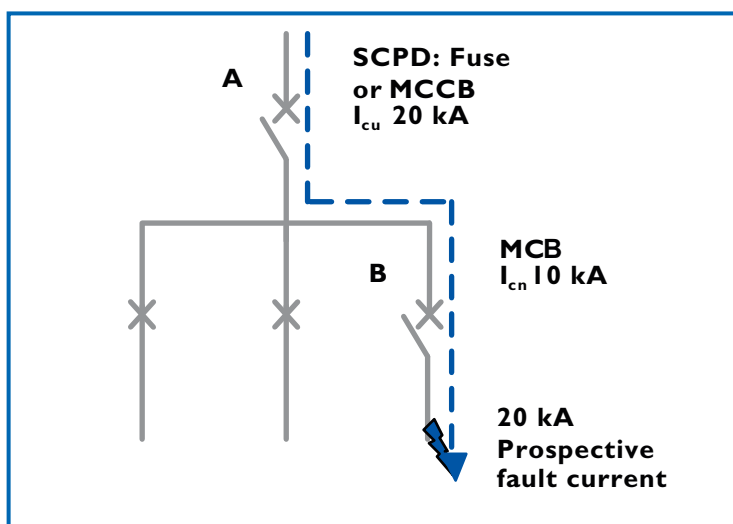 A
SCPD: Fuse
or MCCB
Icu 20 kA
B
MCB
Icn 10 kA
20 kA
Prospective
fault current